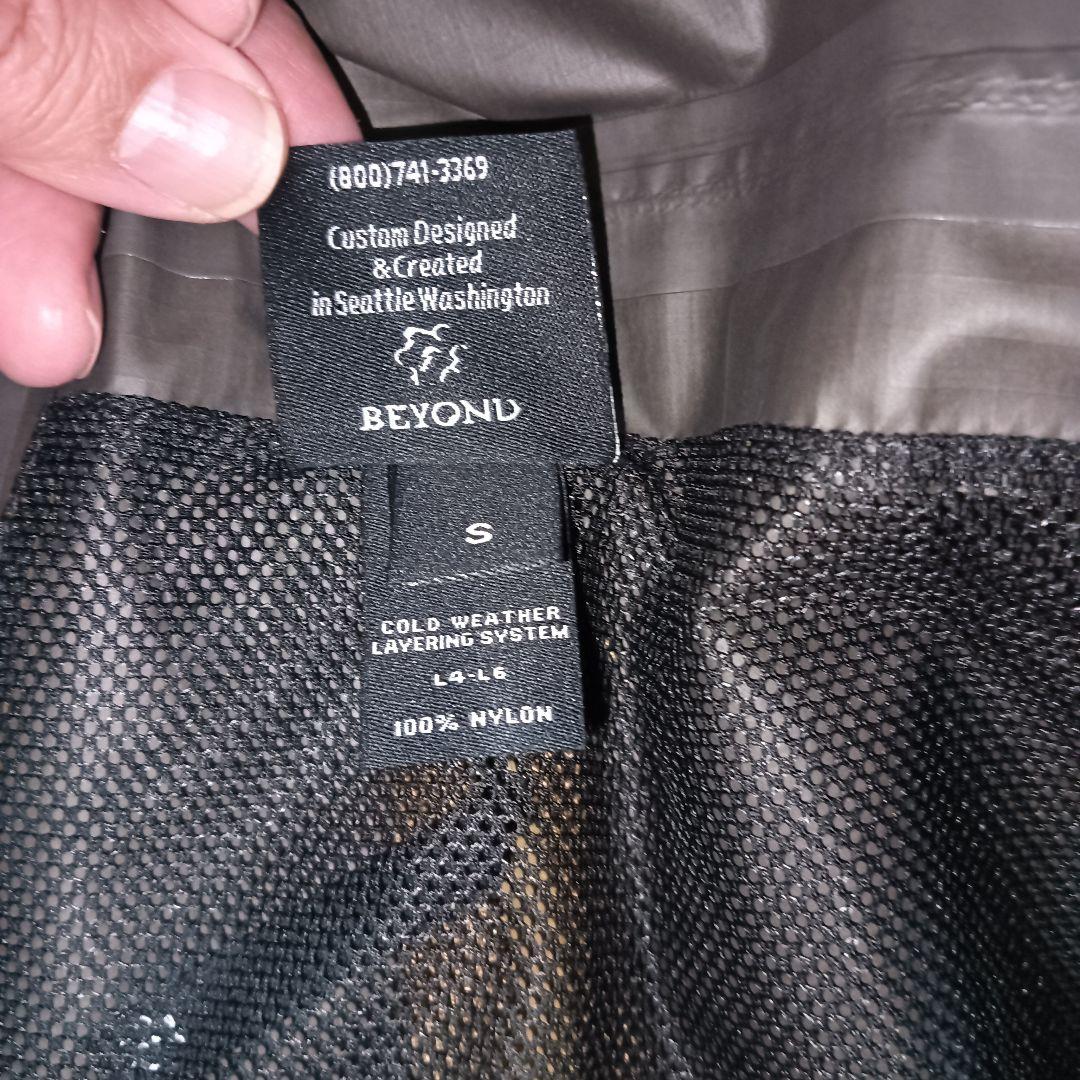 (800)741-3369
Custom Designed
&Created
in Seattle Washington
BEYOND
S
COLD WEATHER
LAYERING SYSTEM
L4-L6
100% NYLON